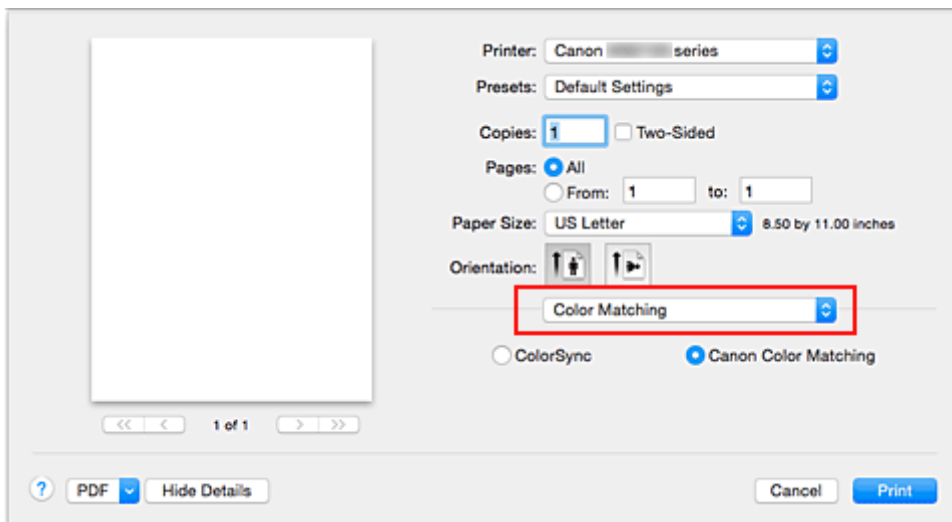 Printer: Canon series
Presets: Default Settings
Copies: 1 Two-Sided
Pages: All
From: 1 to: 1
Paper Size: US Letter 8.50 by 11.00 inches
Orientation:
Color Matching
ColorSync Canon Color Matching
<< < 1 of 1 > >>
? PDF Hide Details Cancel Print